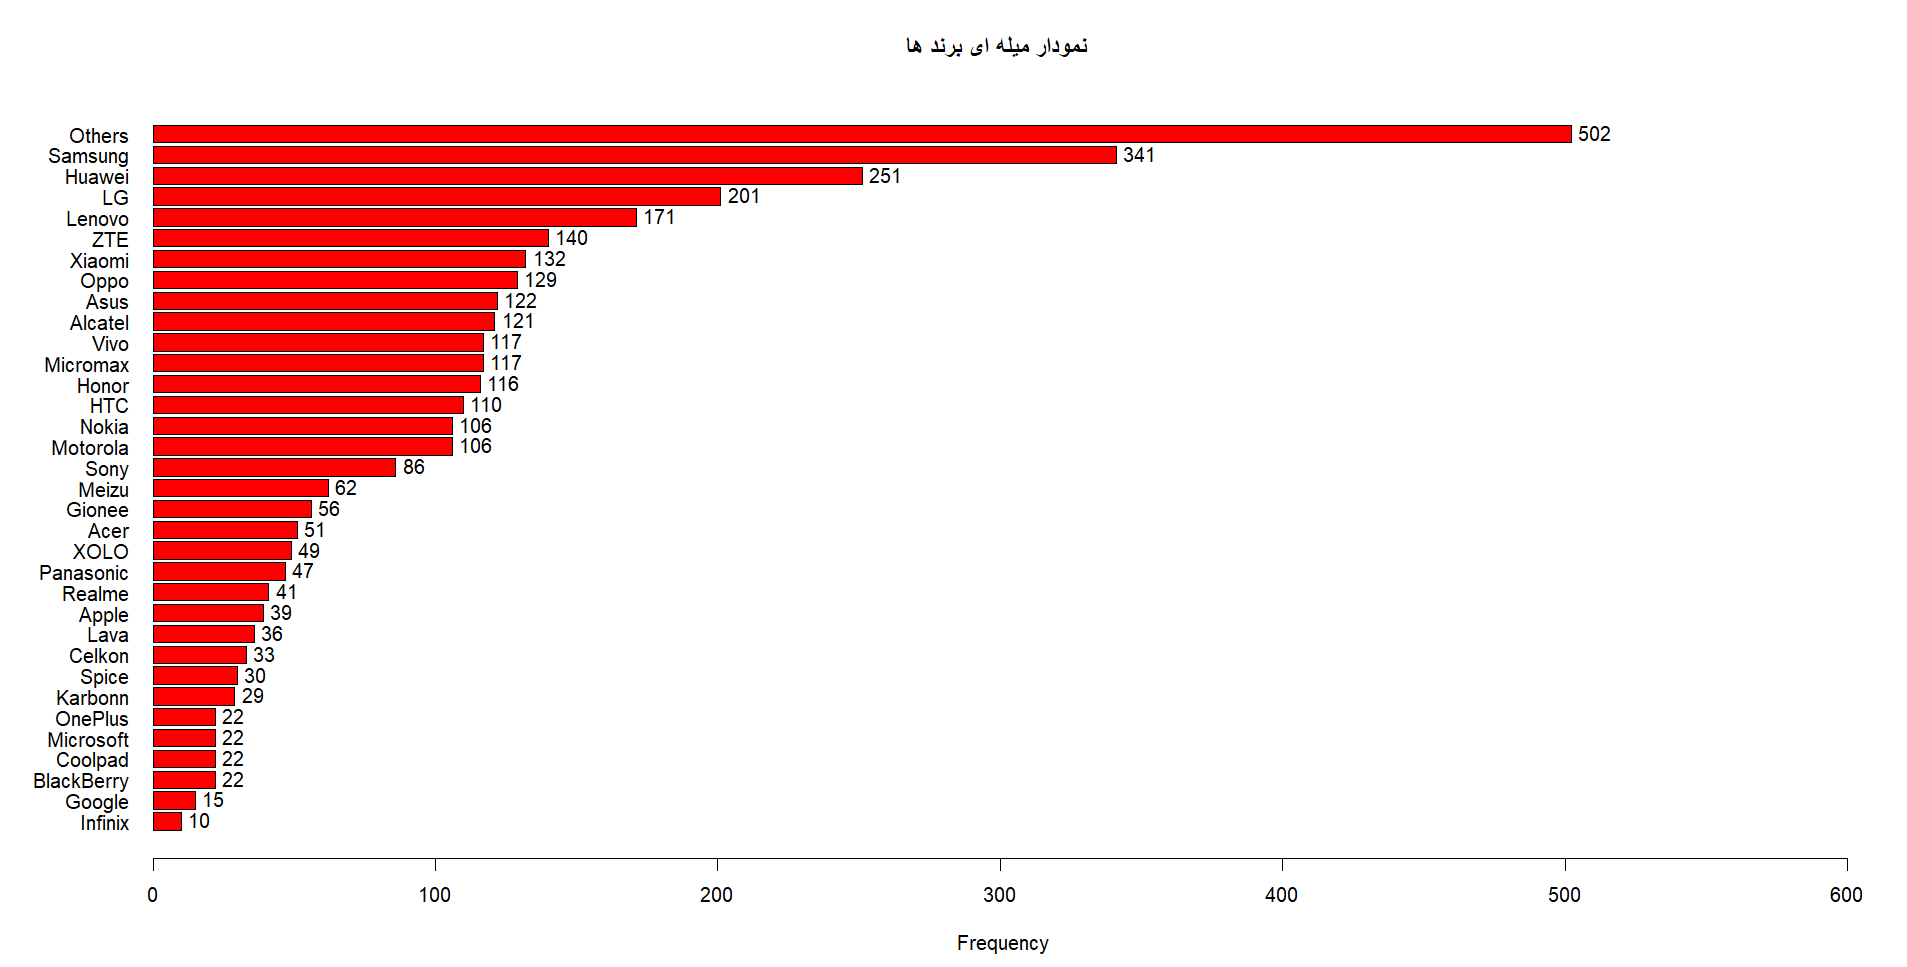 نمودار میله ای برند ها
Others 502
Samsung 341
Huawei 251
LG 201
Lenovo 171
ZTE 140
Xiaomi 132
Oppo 129
Asus 122
Alcatel 121
Vivo 117
Micromax 117
Honor 116
HTC 110
Nokia 106
Motorola 106
Sony 86
Meizu 62
Gionee 56
Acer 51
XOLO 49
Panasonic 47
Realme 41
Apple 39
Lava 36
Celkon 33
Spice 30
Karbonn 29
OnePlus 22
Microsoft 22
Coolpad 22
BlackBerry 22
Google 15
Infinix 10
0 100 200 300 400 500 600
Frequency